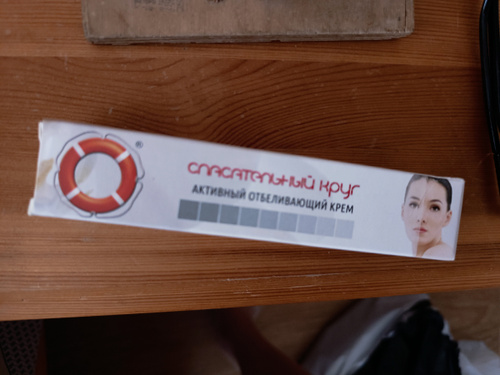 ®
СПАСАТЕЛЬНЫЙ КРУГ
АКТИВНЫЙ ОТБЕЛИВАЮЩИЙ КРЕМ